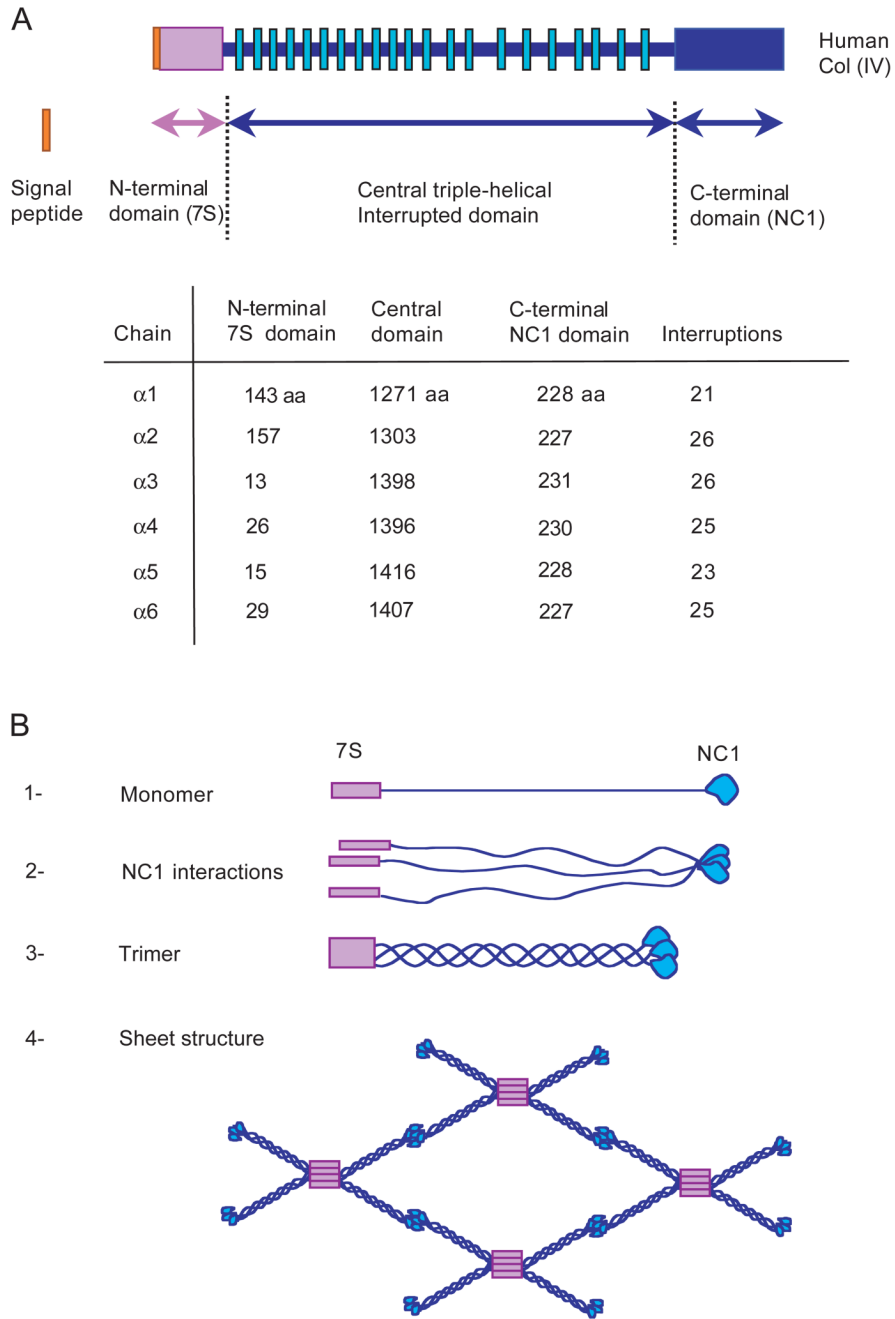 A
Human
Col (IV)
Signal
peptide
N-terminal
domain (7S)
Central triple-helical
Interrupted domain
C-terminal
domain (NC1)
Chain
N-terminal
7S domain
Central
domain
C-terminal
NC1 domain
Interruptions
α1 143 aa 1271 aa 228 aa 21
α2 157 1303 227 26
α3 13 1398 231 26
α4 26 1396 230 25
α5 15 1416 228 23
α6 29 1407 227 25
B
7S NC1
1- Monomer
2- NC1 interactions
3- Trimer
4- Sheet structure